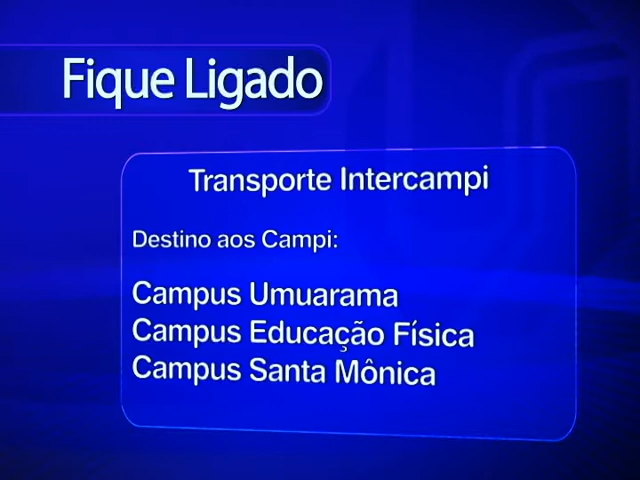 Fique Ligado
Transporte Intercampi
Destino aos Campi:
Campus Umuarama
Campus Educação Física
Campus Santa Mônica